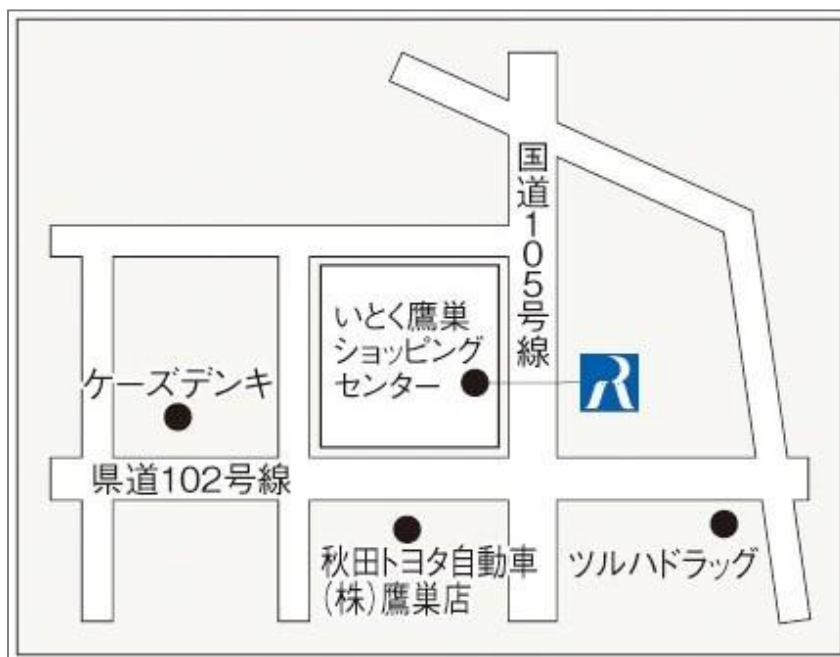 国道105号線
いとく鷹巣
ショッピング
センター
ケーズデンキ
県道102号線
秋田トヨタ自動車
(株)鷹巣店
ツルハドラッグ